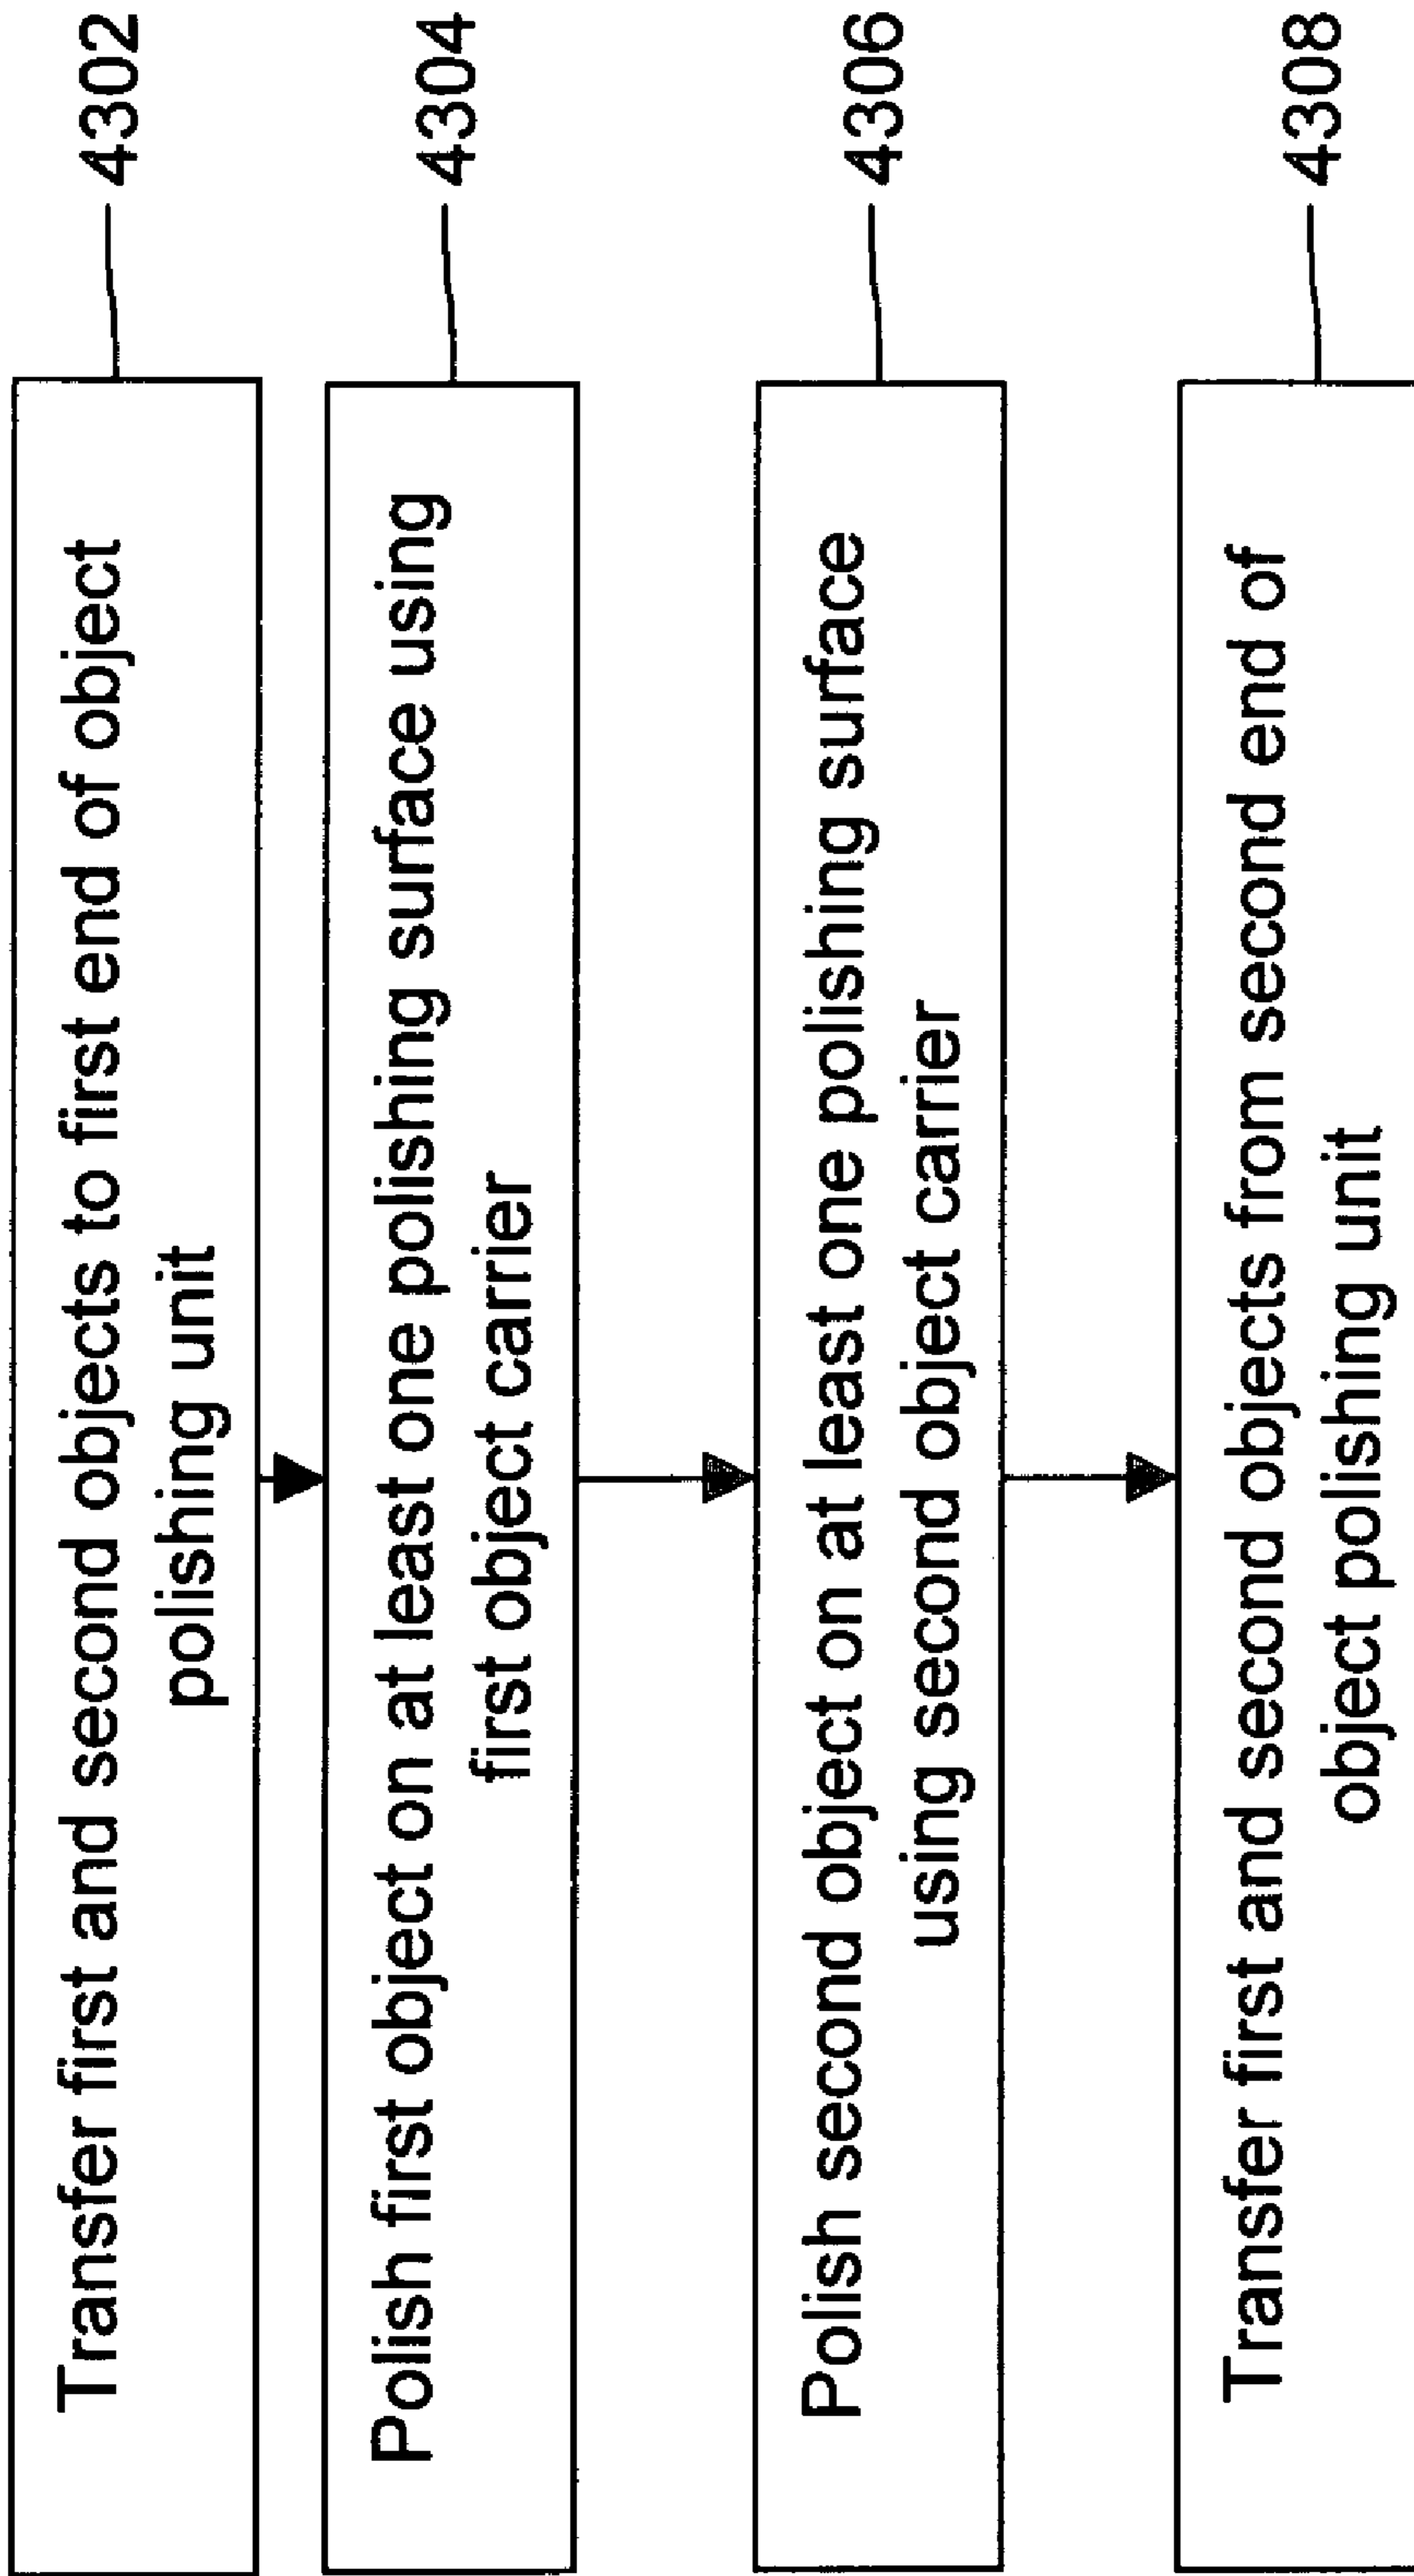 Transfer first and second objects to first end of object
polishing unit
4302
Polish first object on at least one polishing surface using
first object carrier
4304
Polish second object on at least one polishing surface
using second object carrier
4306
Transfer first and second objects from second end of
object polishing unit
4308